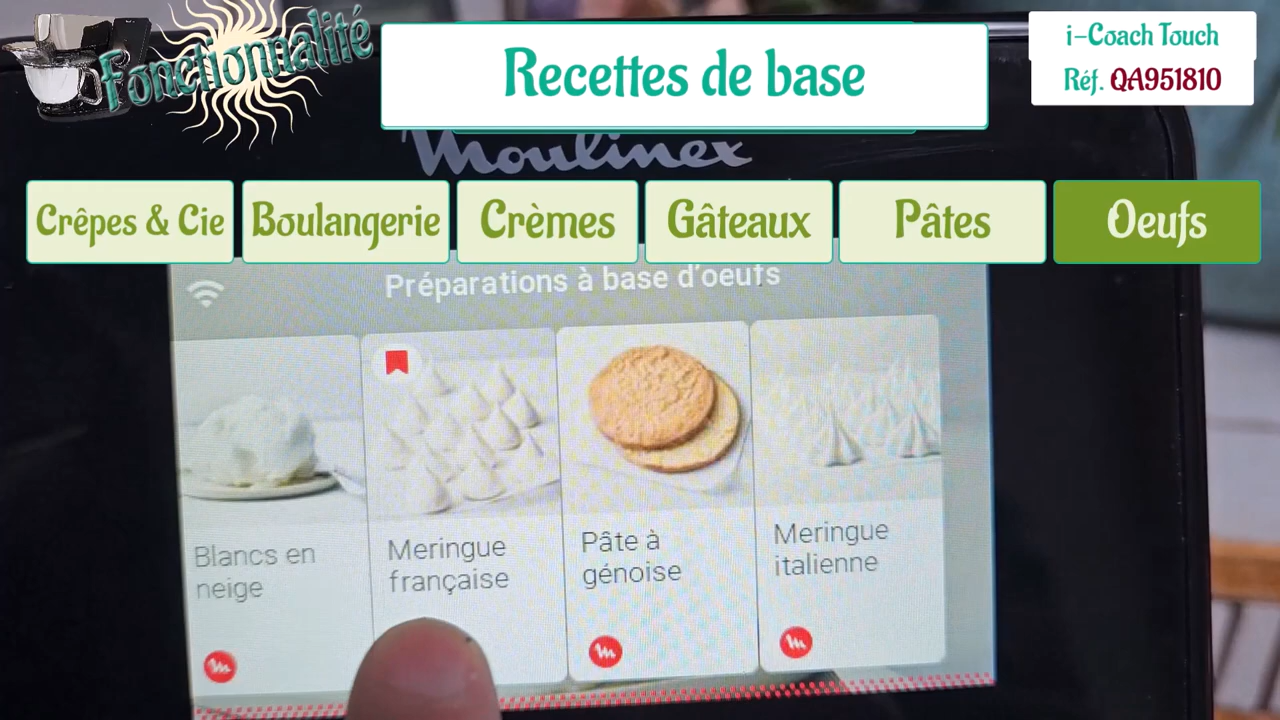 Fonctionnalité
Recettes de base
i-Coach Touch
Réf. QA951810
Moulinex
Crêpes & Cie
Boulangerie
Crèmes
Gâteaux
Pâtes
Oeufs
Préparations à base d'oeufs
Blancs en
neige
Meringue
française
Pâte à
génoise
Meringue
italienne